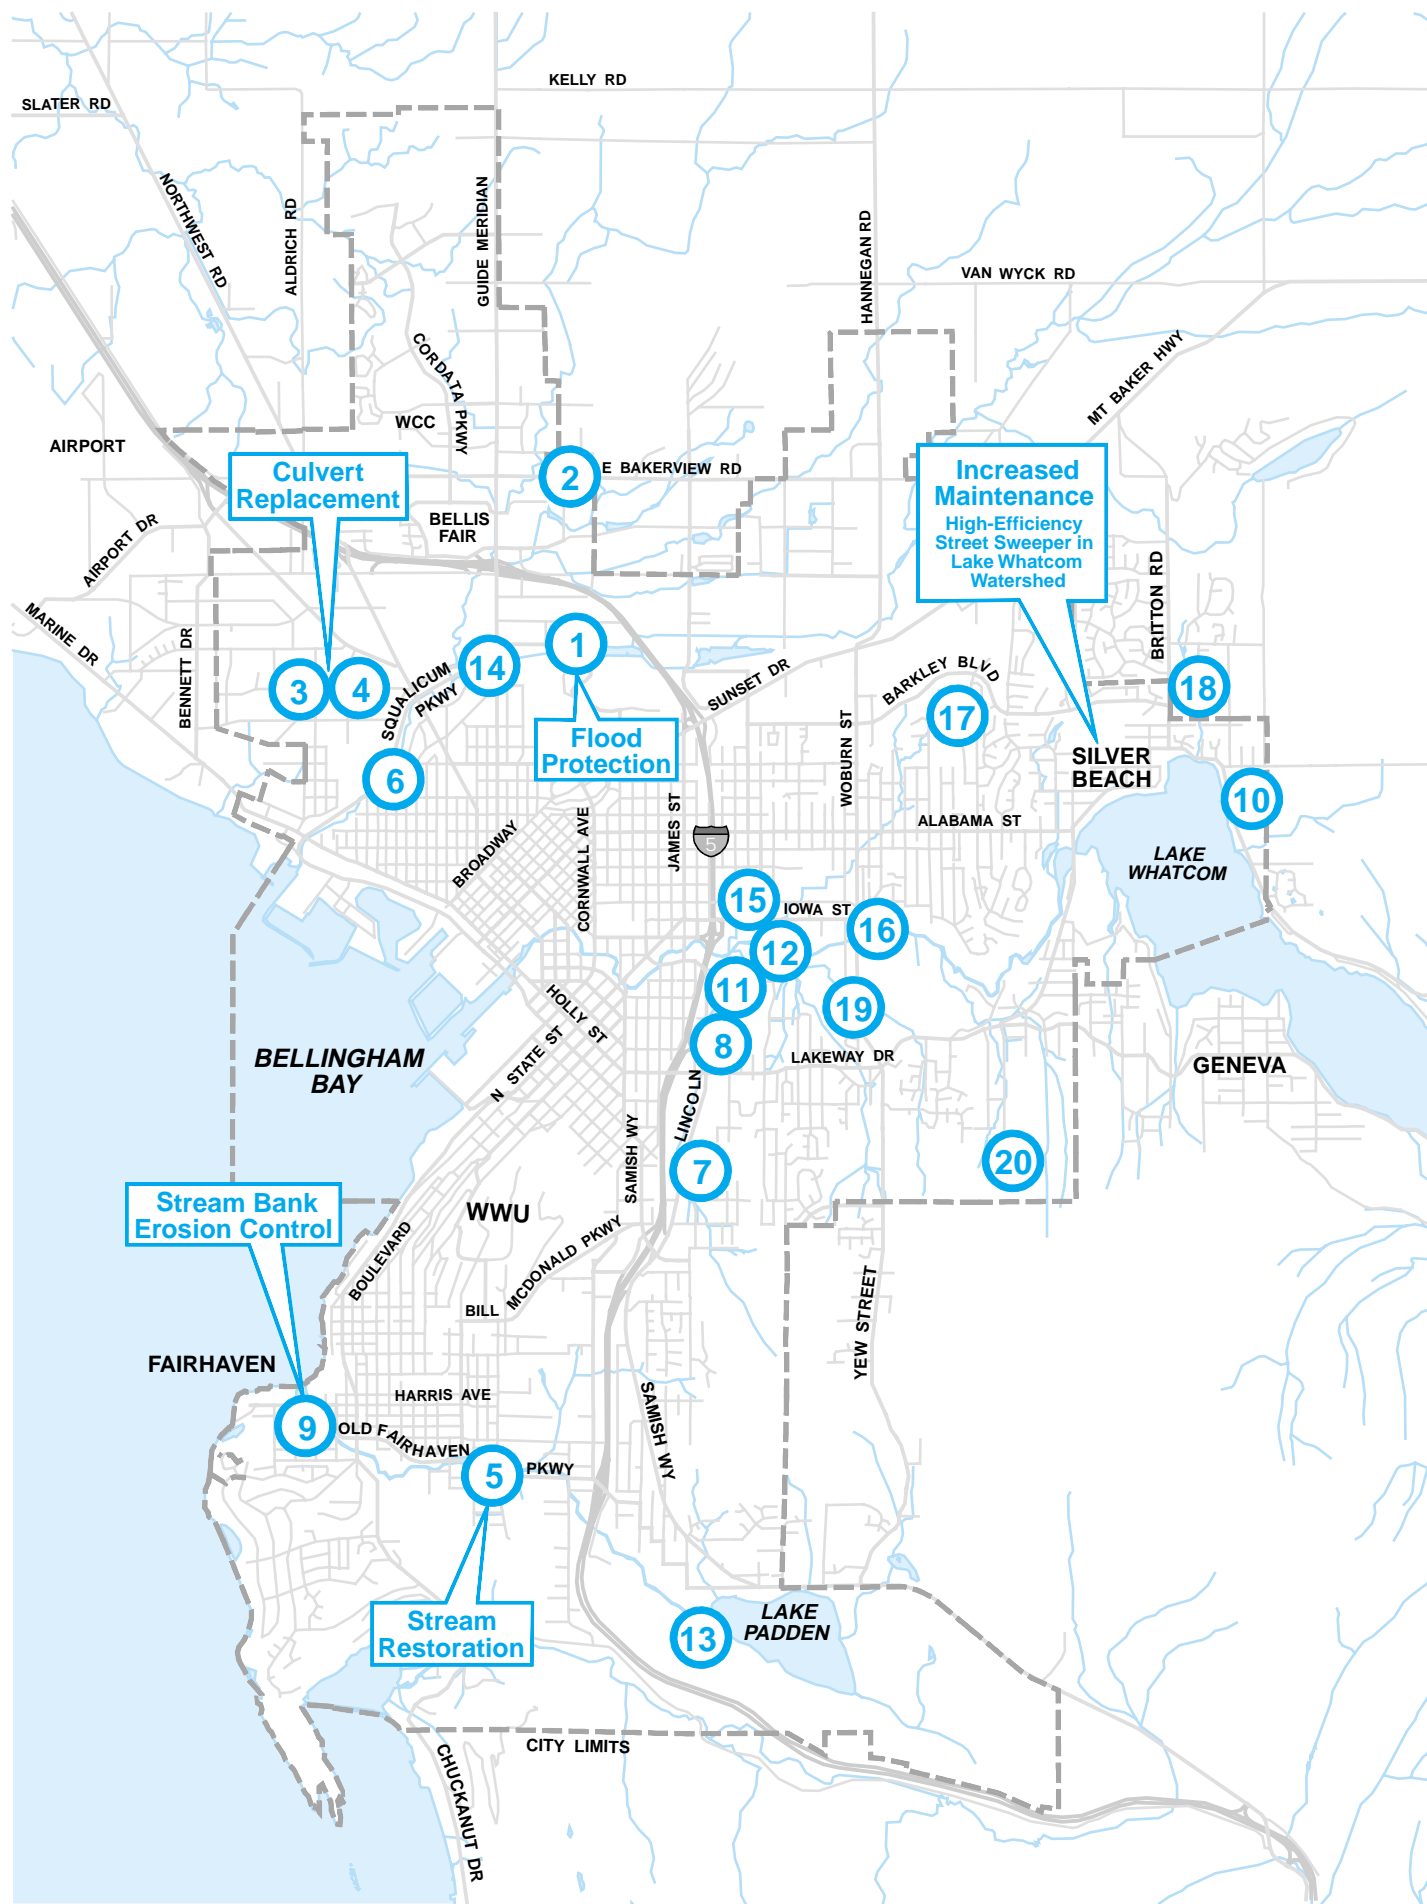 KELLY RD
SLATER RD
NORTHWEST RD
ALDRICH RD
GUIDE MERIDIAN
HANNEGAN RD
VAN WYCK RD
MT BAKER HWY
CORDATA PKWY
WCC
AIRPORT
Culvert
Replacement
2
E BAKERVIEW RD
Increased
Maintenance
High-Efficiency
Street Sweeper in
Lake Whatcom
Watershed
BELLIS
FAIR
AIRPORT DR
MARINE DR
BENNETT DR
BRITTON RD
3
4
SQUALICUM
PKWY
14
1
SUNSET DR
BARKLEY BLVD
18
17
Flood
Protection
WOBURN ST
SILVER
BEACH
6
10
BROADWAY
CORNWALL AVE
JAMES ST
5
ALABAMA ST
LAKE
WHATCOM
15
IOWA ST
16
12
11
19
8
HOLLY ST
N STATE ST
BELLINGHAM
BAY
LAKEWAY DR
GENEVA
LINCOLN
SAMISH WY
7
20
Stream Bank
Erosion Control
WWU
BOULEVARD
BILL
MCDONALD PKWY
YEW STREET
FAIRHAVEN
HARRIS AVE
SAMISH WY
9
OLD FAIRHAVEN
5
PKWY
Stream
Restoration
13
LAKE
PADDEN
CITY LIMITS
CHUCKANUT DR